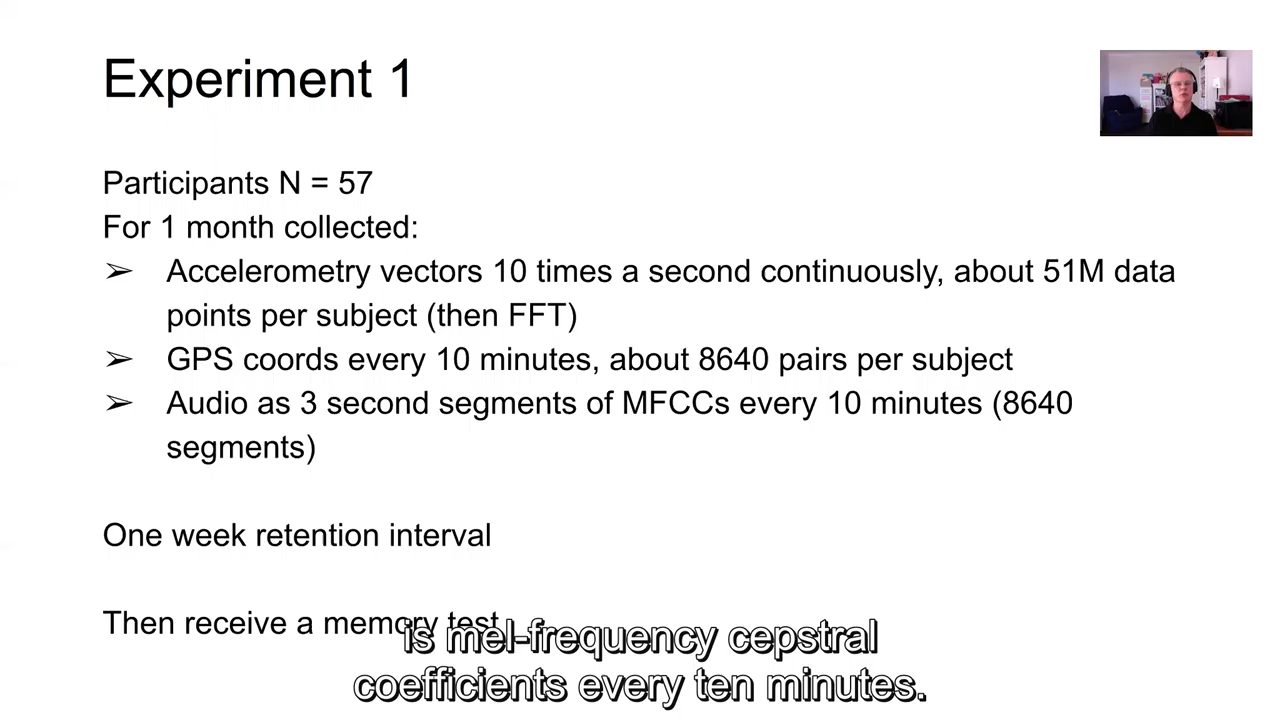 Experiment 1
Participants N = 57
For 1 month collected:
➢ Accelerometry vectors 10 times a second continuously, about 51M data
points per subject (then FFT)
➢ GPS coords every 10 minutes, about 8640 pairs per subject
➢ Audio as 3 second segments of MFCCs every 10 minutes (8640
segments)
One week retention interval
Then receive a memory test
is mel-frequency cepstral
coefficients every ten minutes.